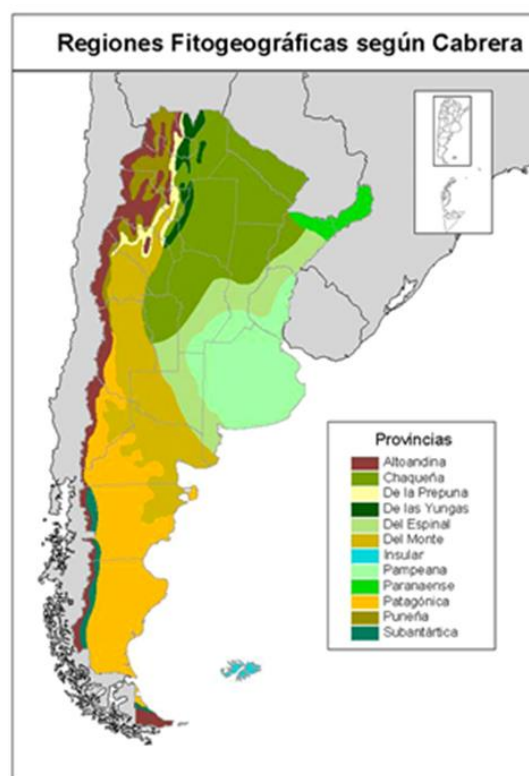 Regiones Fitogeográficas según Cabrera
Provincias
Altoandina
Chaqueña
De la Prepuna
De las Yungas
Del Espinal
Del Monte
Insular
Pampeana
Paranaense
Patagónica
Puneña
Subantártica